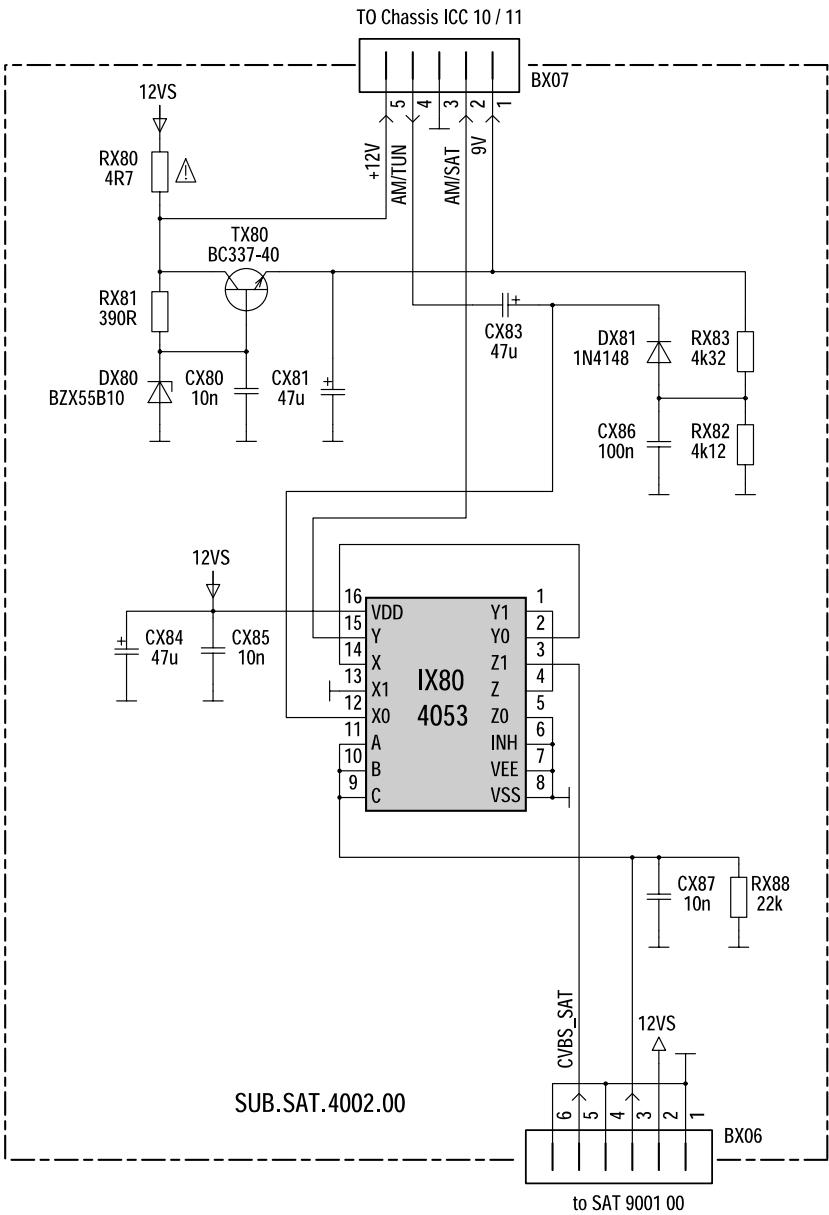 TO Chassis ICC 10 / 11
BX07
5
4
3
2
1
+12V
AM/TUN
AM/SAT
9V
12VS
RX80
4R7
TX80
BC337-40
RX81
390R
DX80
BZX55B10
CX80
10n
CX81
47u
CX83
47u
DX81
1N4148
RX83
4k32
CX86
100n
RX82
4k12
12VS
CX84
47u
CX85
10n
16
VDD
15
Y
14
X
13
X1
12
X0
11
A
10
B
9
C
IX80
4053
1
Y1
2
Y0
3
Z1
4
Z
5
Z0
6
INH
7
VEE
8
VSS
CX87
10n
RX88
22k
CVBS_SAT
12VS
6
5
4
3
2
1
BX06
SUB.SAT.4002.00
to SAT 9001 00